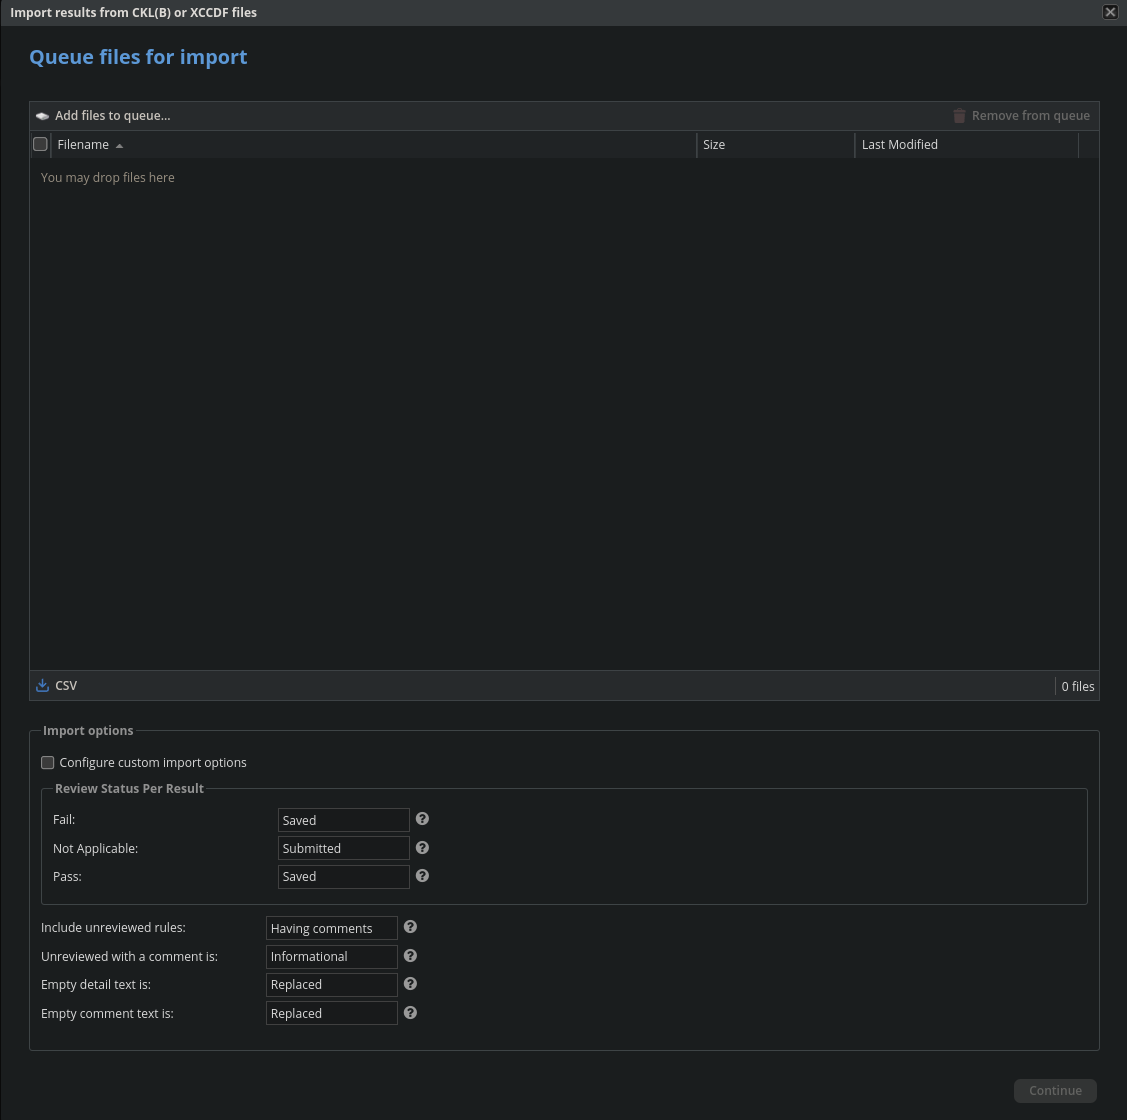 Import results from CKL(B) or XCCDF files
Queue files for import
Add files to queue... Remove from queue
Filename Size Last Modified
You may drop files here
CSV 0 files
Import options
Configure custom import options
Review Status Per Result
Fail: Saved
Not Applicable: Submitted
Pass: Saved
Include unreviewed rules: Having comments
Unreviewed with a comment is: Informational
Empty detail text is: Replaced
Empty comment text is: Replaced
Continue